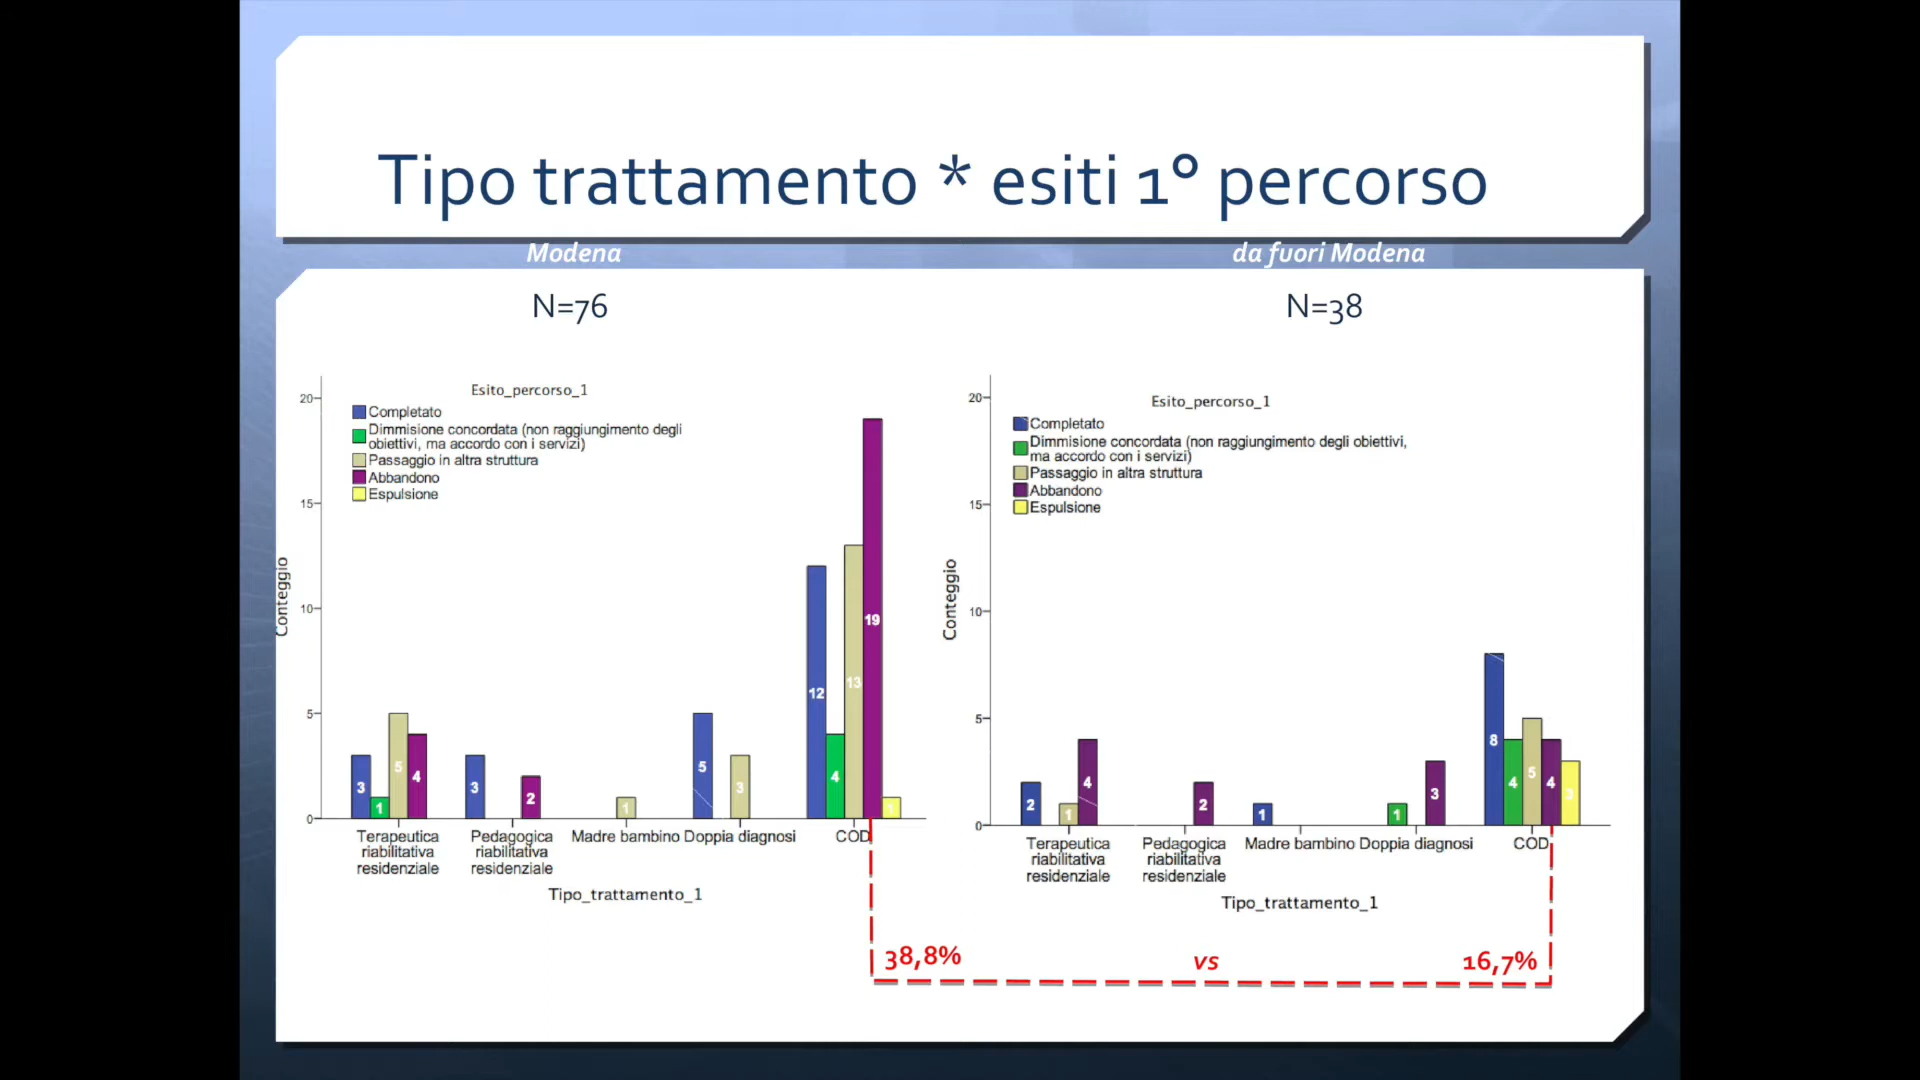 Tipo trattamento * esiti 1° percorso
Modena
da fuori Modena
N=76
N=38
Esito_percorso_1
Completato
Dimmisione concordata (non raggiungimento degli
obiettivi, ma accordo con i servizi)
Passaggio in altra struttura
Abbandono
Espulsione
20
15
10
5
0
Conteggio
3
1
5
4
3
2
1
5
3
12
4
13
19
1
Terapeutica
riabilitativa
residenziale
Pedagogica
riabilitativa
residenziale
Madre bambino
Doppia diagnosi
COD
Tipo_trattamento_1
Esito_percorso_1
Completato
Dimmisione concordata (non raggiungimento degli obiettivi,
ma accordo con i servizi)
Passaggio in altra struttura
Abbandono
Espulsione
20
15
10
5
0
Conteggio
2
1
4
2
1
1
3
8
4
5
4
3
Terapeutica
riabilitativa
residenziale
Pedagogica
riabilitativa
residenziale
Madre bambino
Doppia diagnosi
COD
Tipo_trattamento_1
38,8%
vs
16,7%